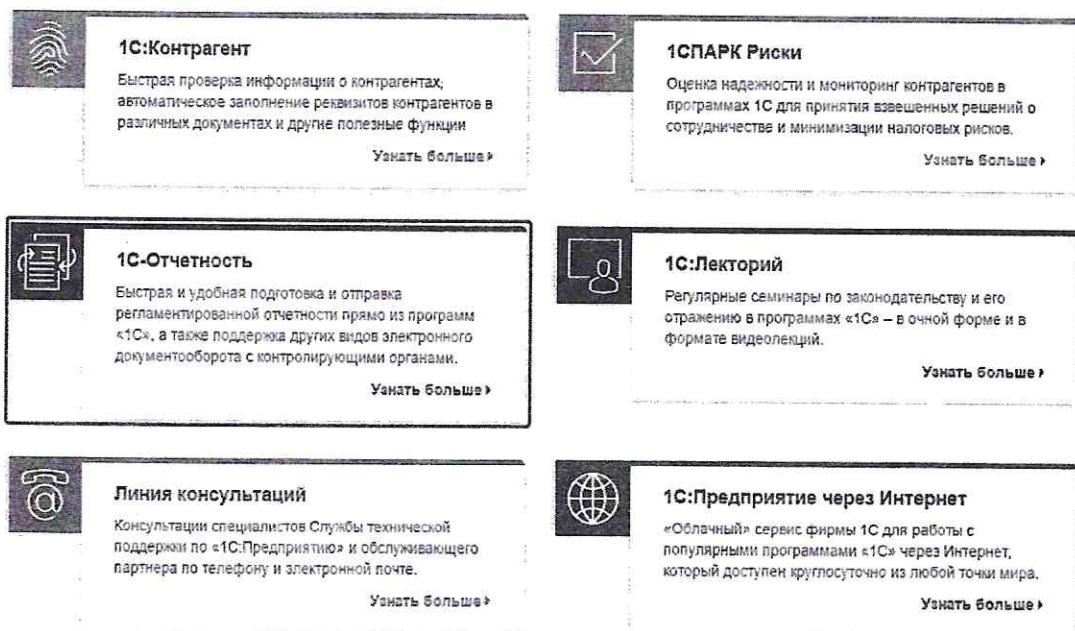 1С:Контрагент
Быстрая проверка информации о контрагентах,
автоматическое заполнение реквизитов контрагентов в
различных документах и другие полезные функции
Узнать больше
1СПАРК Риски
Оценка надежности и мониторинг контрагентов в
программах 1С для принятия взвешенных решений о
сотрудничестве и минимизации налоговых рисков.
Узнать больше
1С-Отчетность
Быстрая и удобная подготовка и отправка
регламентированной отчетности прямо из программ
«1С», а также поддержка других видов электронного
документооборота с контролирующими органами.
Узнать больше
1С:Лекторий
Регулярные семинары по законодательству и его
отражению в программах «1С» – в очной форме и в
формате видеолекций.
Узнать больше
Линия консультаций
Консультации специалистов Службы технической
поддержки по «1С:Предприятию» и обслуживающего
партнера по телефону и электронной почте.
Узнать больше
1С:Предприятие через Интернет
«Облачный» сервис фирмы 1С для работы с
популярными программами «1С» через Интернет,
который доступен круглосуточно из любой точки мира.
Узнать больше